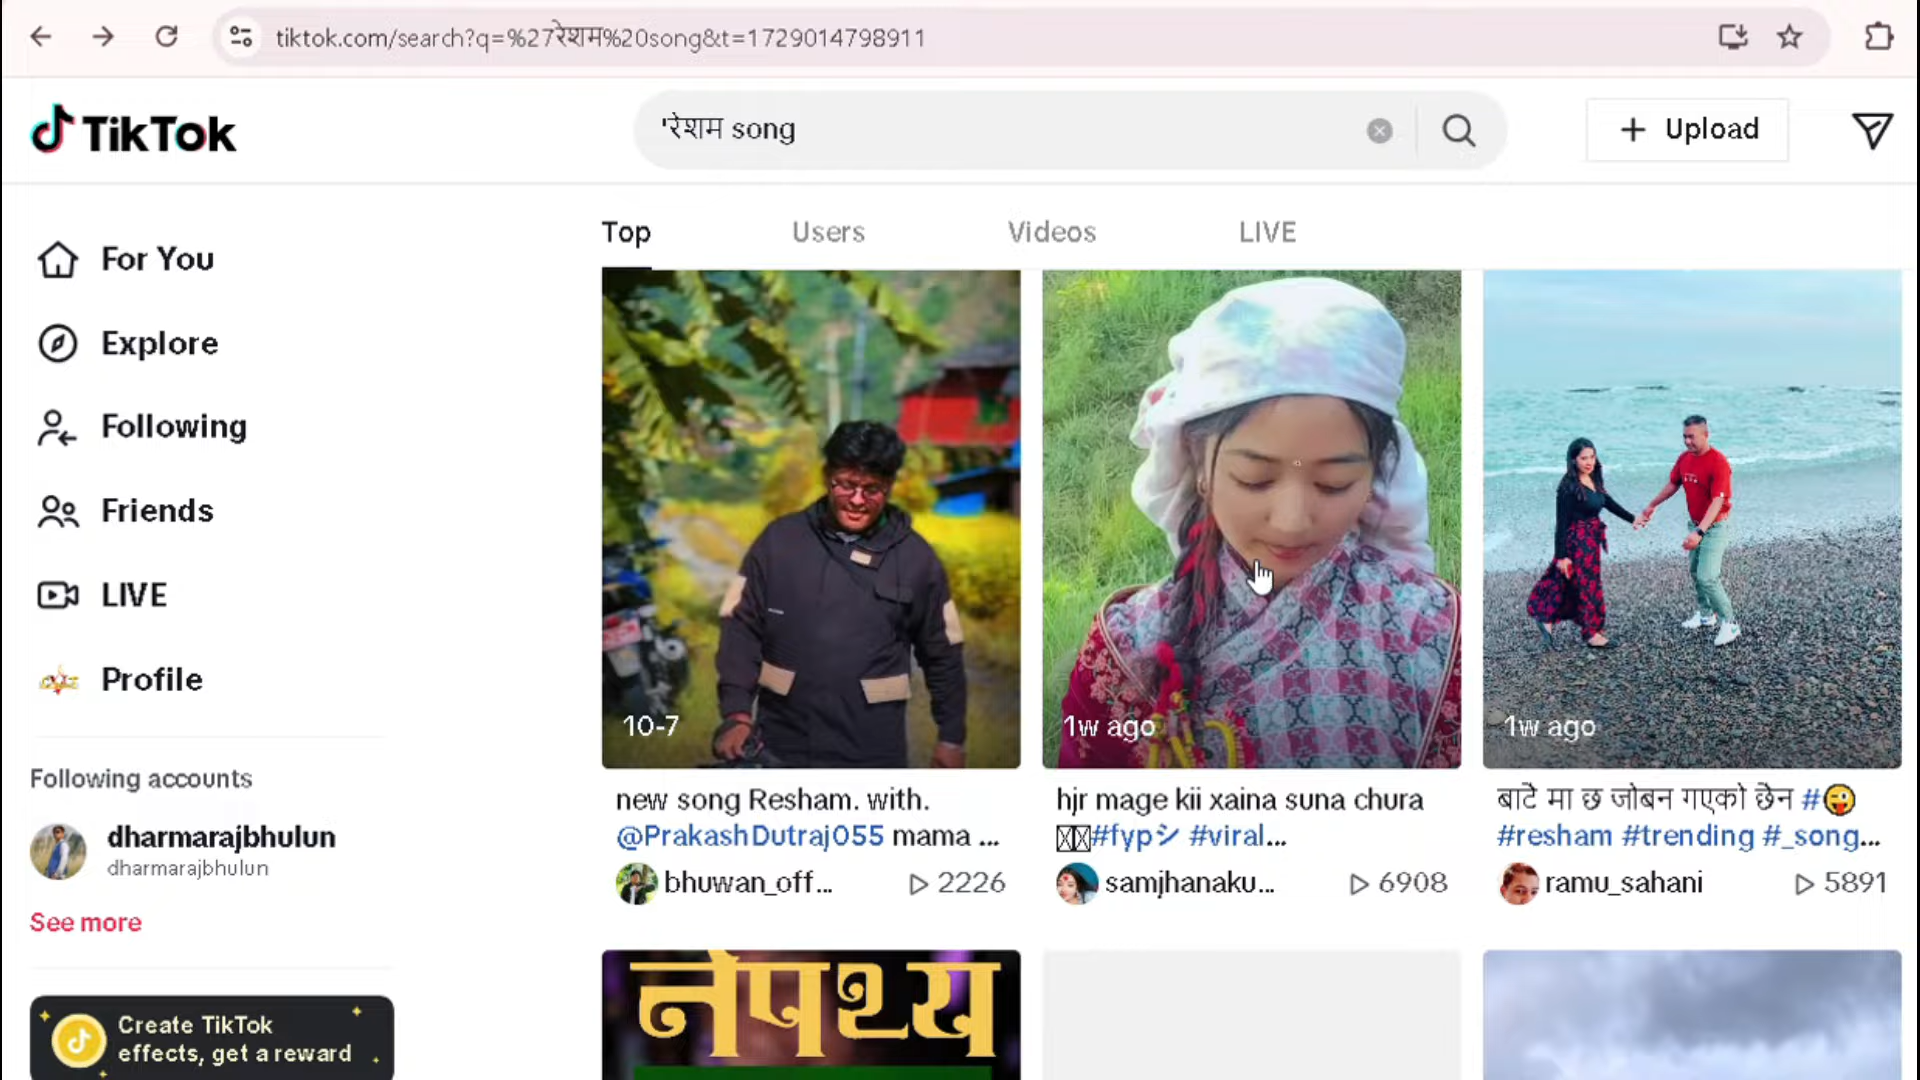 tiktok.com/search?q=%27रेशम%20song&t=1729014798911
TikTok
'रेशम song
Upload
Top
Users
Videos
LIVE
For You
Explore
Following
Friends
LIVE
Profile
Following accounts
dharmarajbhulun
dharmarajbhulun
See more
Create TikTok
effects, get a reward
10-7
new song Resham. with.
@PrakashDutraj055 mama ...
bhuwan_off... 2226
1w ago
hjr mage kii xaina suna chura
#fypシ #viral...
samjhanaku... 6908
1w ago
बाटै मा छ जोबन गएको छैन #😜
#resham #trending #_song...
ramu_sahani 5891
नेपथ्य